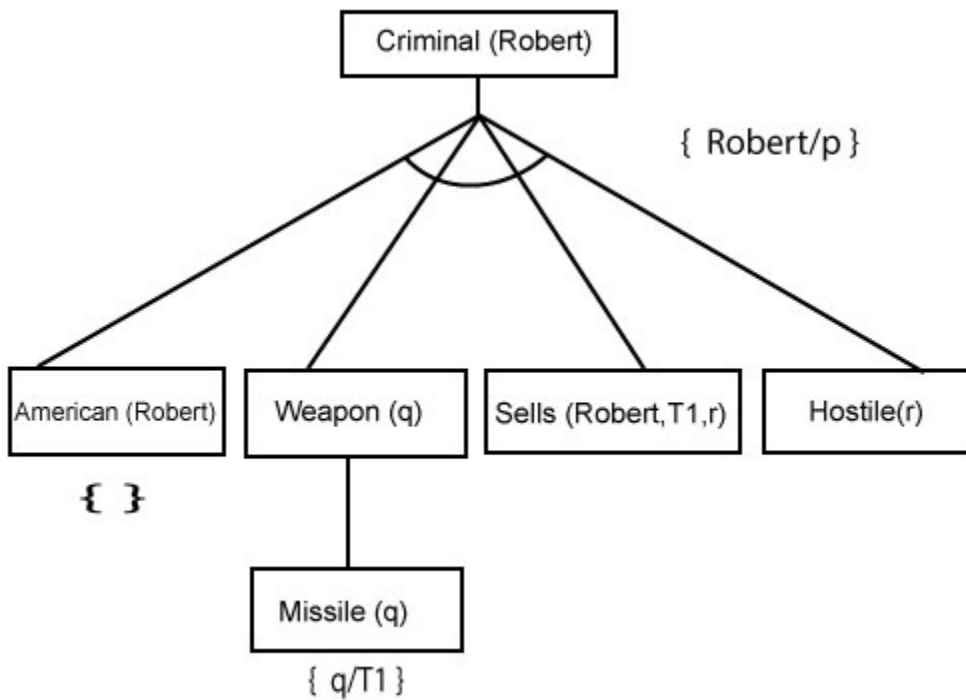 Criminal (Robert)
{ Robert/p }
American (Robert)
Weapon (q)
Sells (Robert,T1,r)
Hostile(r)
{ }
Missile (q)
{ q/T1 }